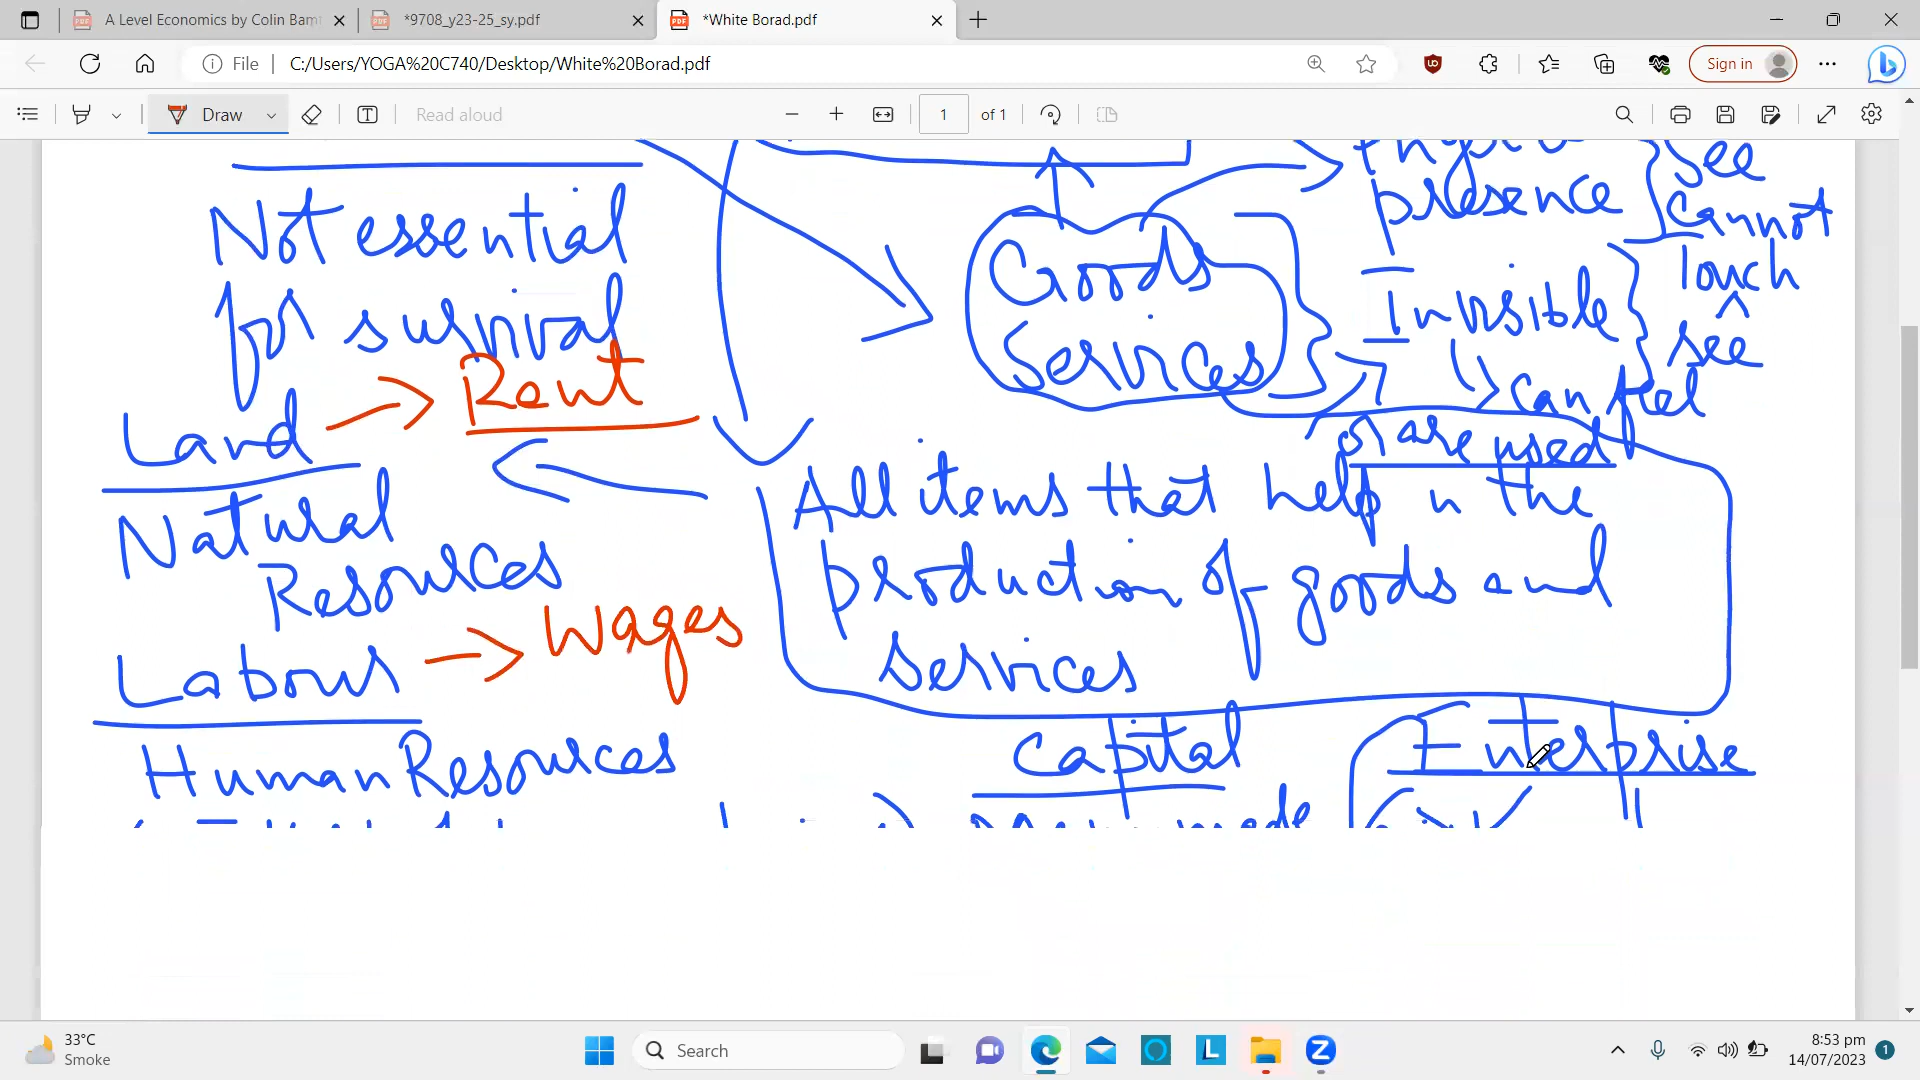 A Level Economics by Colin Bam
*9708_y23-25_sy.pdf
*White Borad.pdf
File
C:/Users/YOGA%20C740/Desktop/White%20Borad.pdf
Sign in
Draw
Read aloud
1
of 1
see
presence
cannot
Not essential
Goods
Touch
Invisible
for survival
Services
see
Rent
can feel
Land
or are used
All items that help in the
Natural
production of goods and
Resources
Wages
services
Labour
Capital
Enterprise
Human Resources
33°C
Smoke
Search
8:53 pm
14/07/2023
1